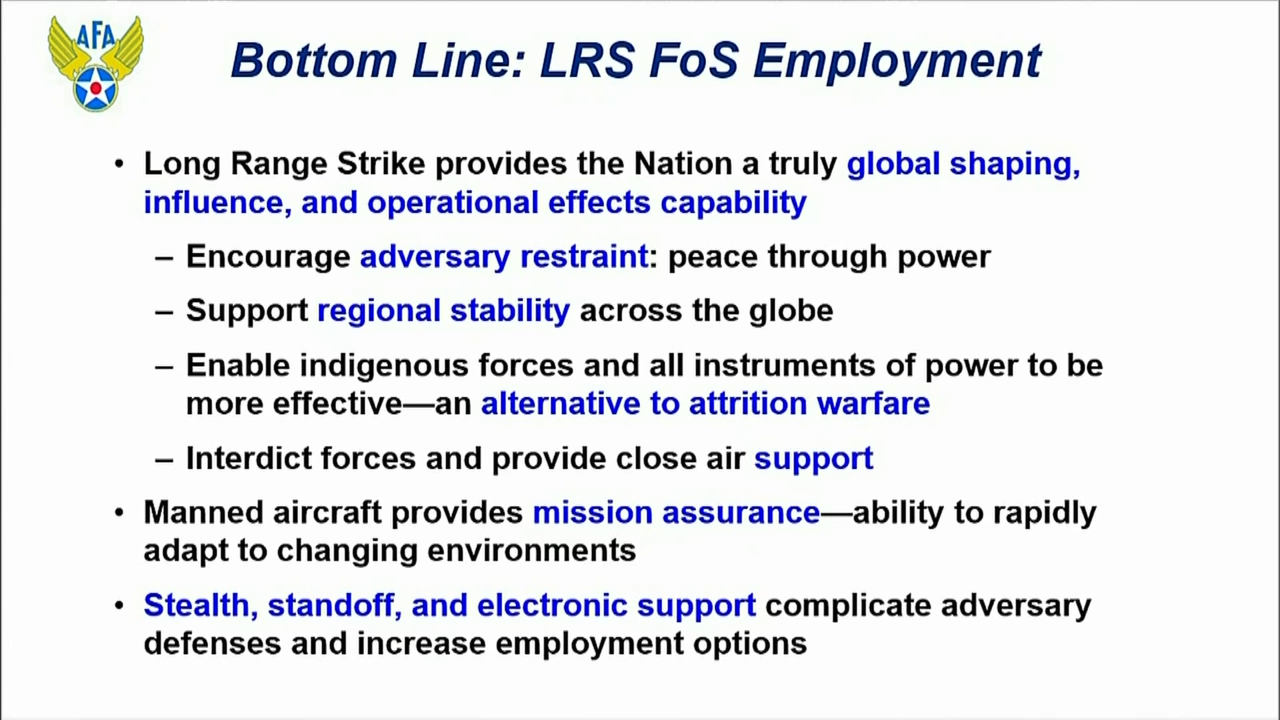 AFA
Bottom Line: LRS FoS Employment
• Long Range Strike provides the Nation a truly global shaping,
influence, and operational effects capability
– Encourage adversary restraint: peace through power
– Support regional stability across the globe
– Enable indigenous forces and all instruments of power to be
more effective—an alternative to attrition warfare
– Interdict forces and provide close air support
• Manned aircraft provides mission assurance—ability to rapidly
adapt to changing environments
• Stealth, standoff, and electronic support complicate adversary
defenses and increase employment options